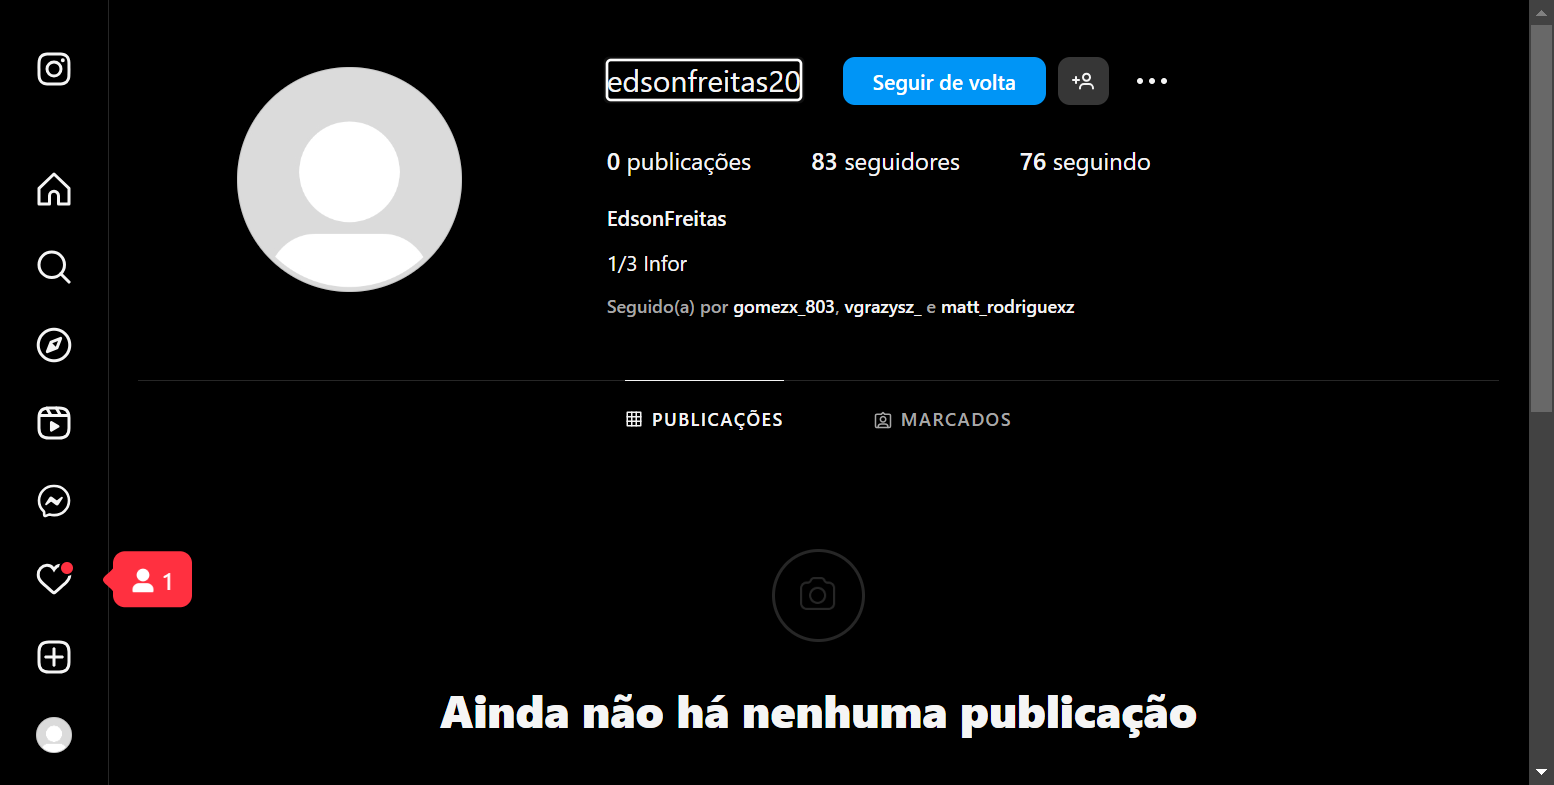 edsonfreitas20
Seguir de volta
0 publicações 83 seguidores 76 seguindo
EdsonFreitas
1/3 Infor
Seguido(a) por gomezx_803, vgrazysz_ e matt_rodriguexz
PUBLICAÇÕES MARCADOS
1
Ainda não há nenhuma publicação